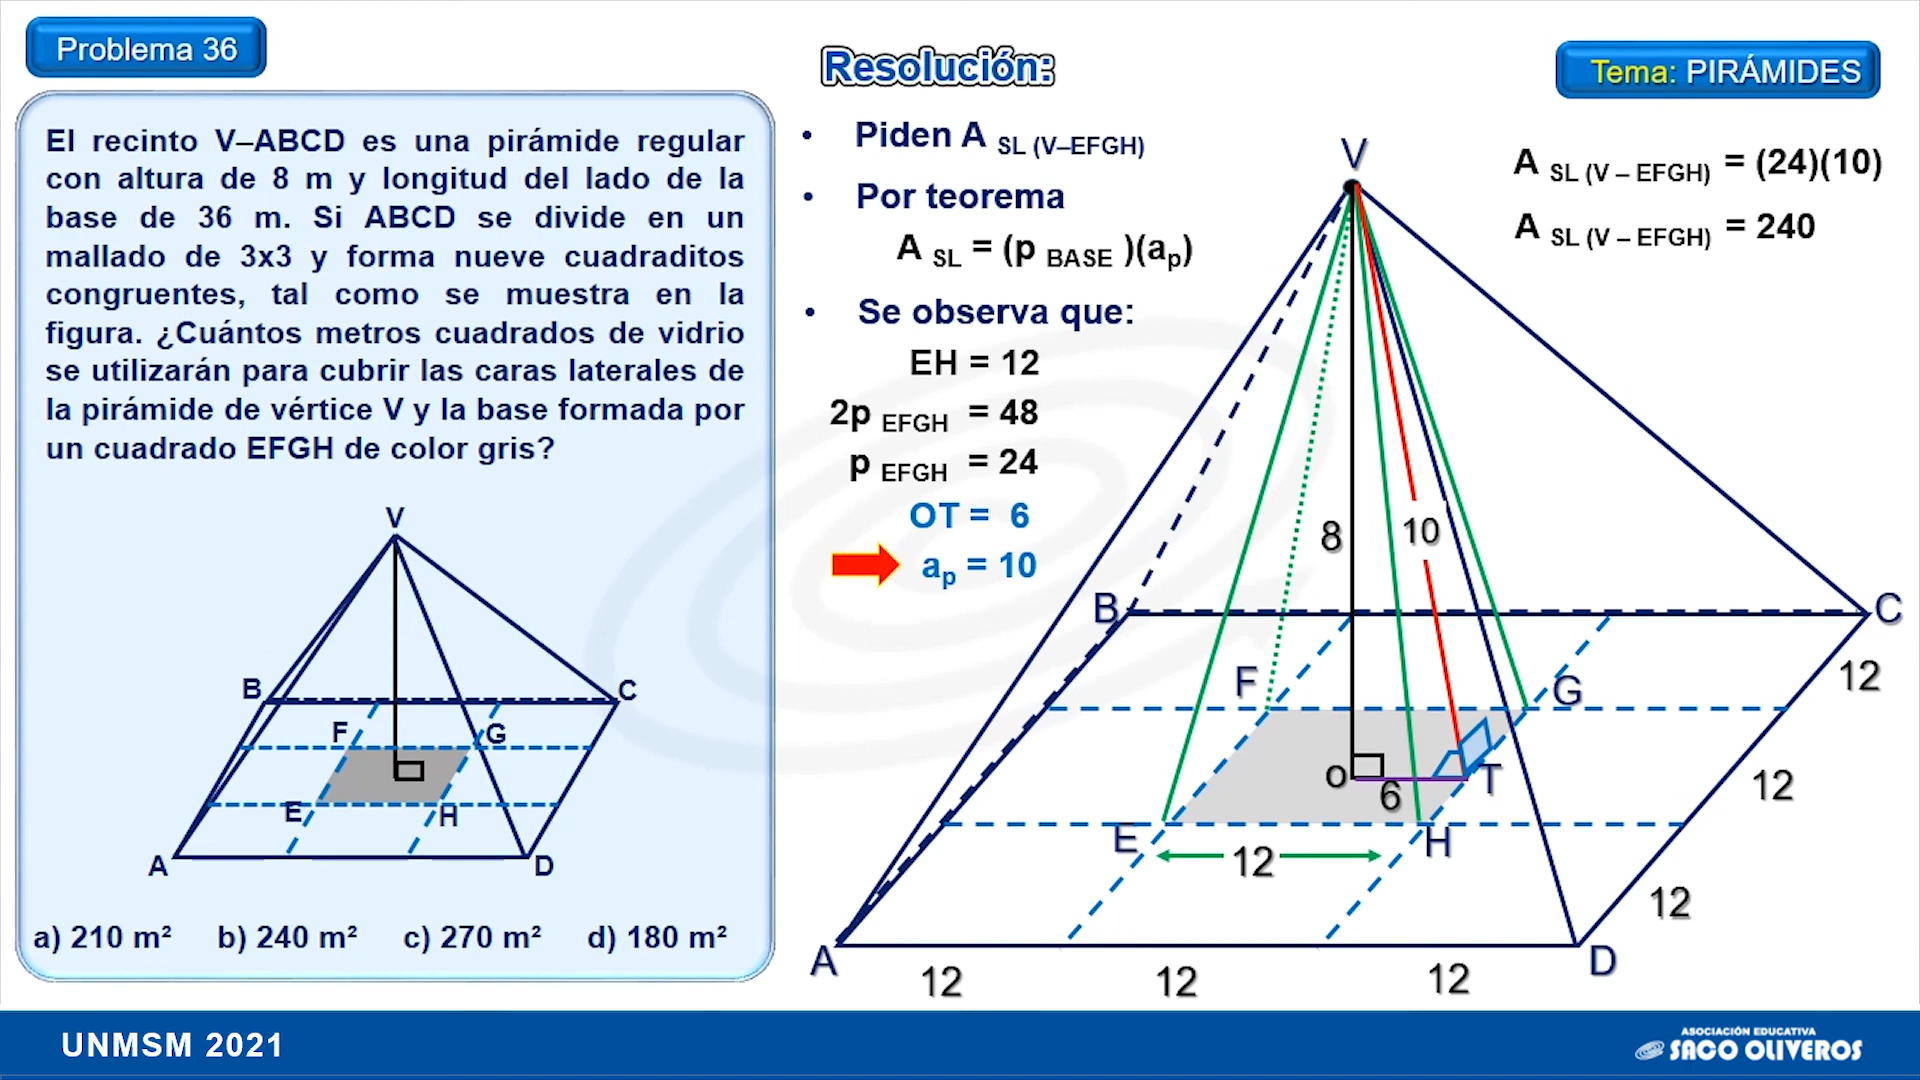 Problema 36
El recinto V–ABCD es una pirámide regular
con altura de 8 m y longitud del lado de la
base de 36 m. Si ABCD se divide en un
mallado de 3x3 y forma nueve cuadraditos
congruentes, tal como se muestra en la
figura. ¿Cuántos metros cuadrados de vidrio
se utilizarán para cubrir las caras laterales de
la pirámide de vértice V y la base formada por
un cuadrado EFGH de color gris?
V
B
C
F
G
E
H
A
D
a) 210 m² b) 240 m² c) 270 m² d) 180 m²
Resolución:
• Piden A SL (V–EFGH)
• Por teorema
A SL = (p BASE )(ap)
• Se observa que:
EH = 12
2p EFGH = 48
p EFGH = 24
OT = 6
ap = 10
Tema: PIRÁMIDES
A SL (V – EFGH) = (24)(10)
A SL (V – EFGH) = 240
V
8
10
B
C
12
F
G
O
6
T
12
E
12
H
12
A
D
12
12
12
UNMSM 2021
ASOCIACIÓN EDUCATIVA
SACO OLIVEROS